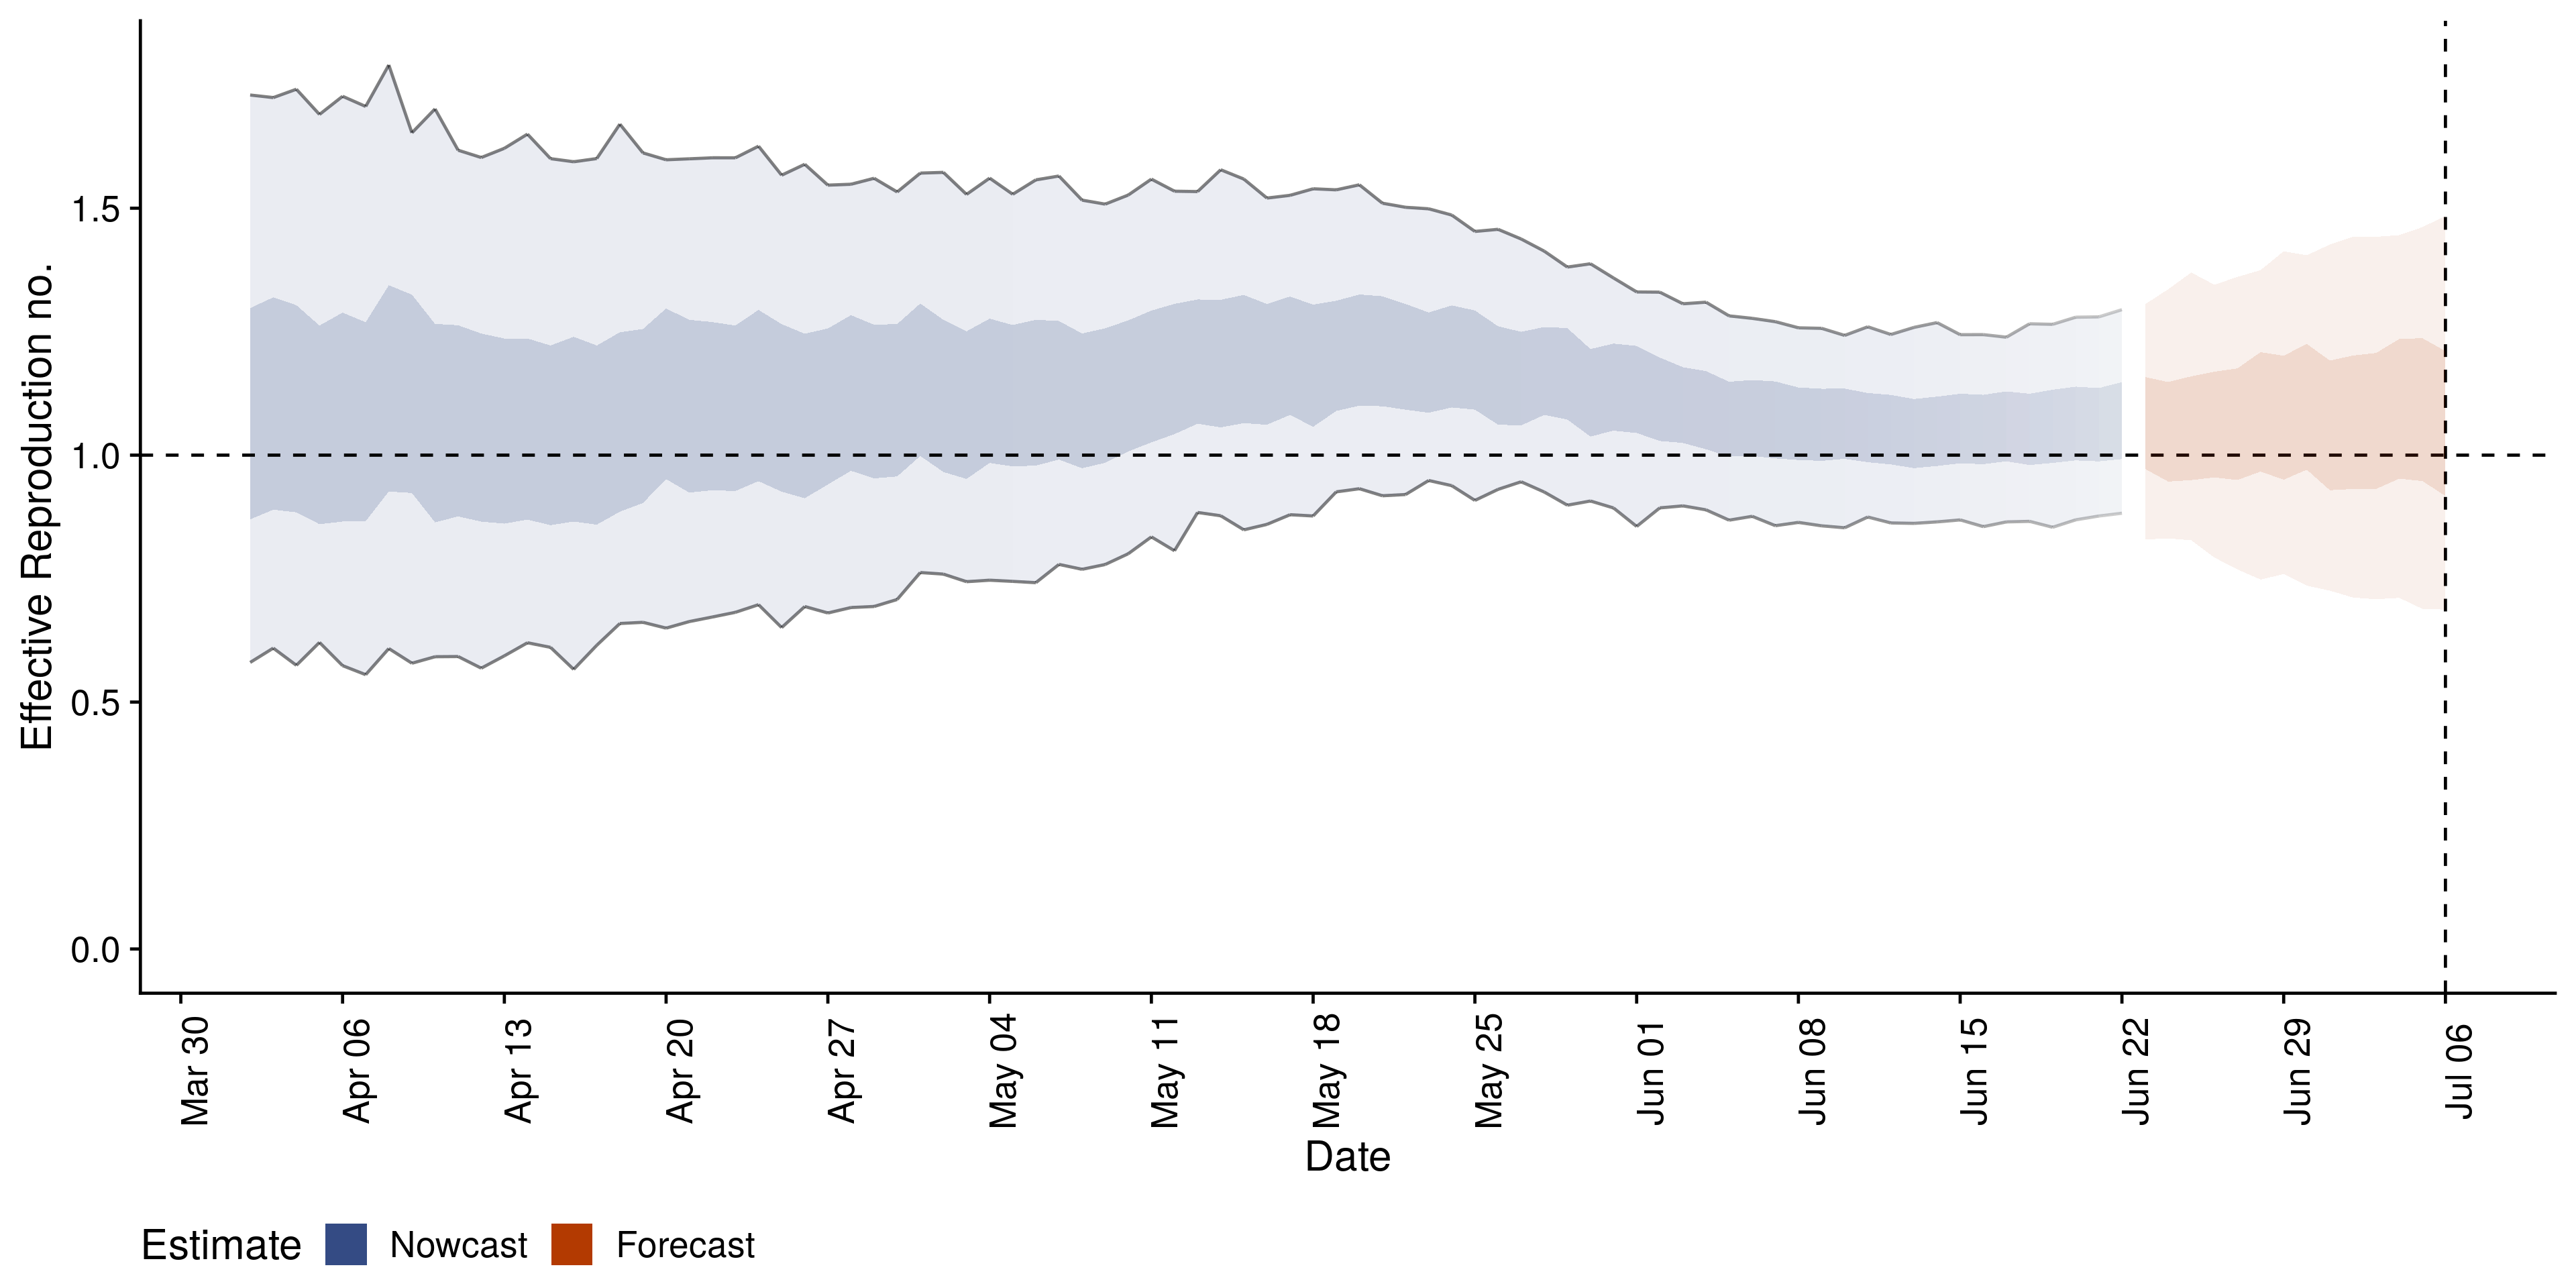 Effective Reproduction no.
1.5
1.0
0.5
0.0
Mar 30
Apr 06
Apr 13
Apr 20
Apr 27
May 04
May 11
May 18
May 25
Jun 01
Jun 08
Jun 15
Jun 22
Jun 29
Jul 06
Date
Estimate Nowcast Forecast